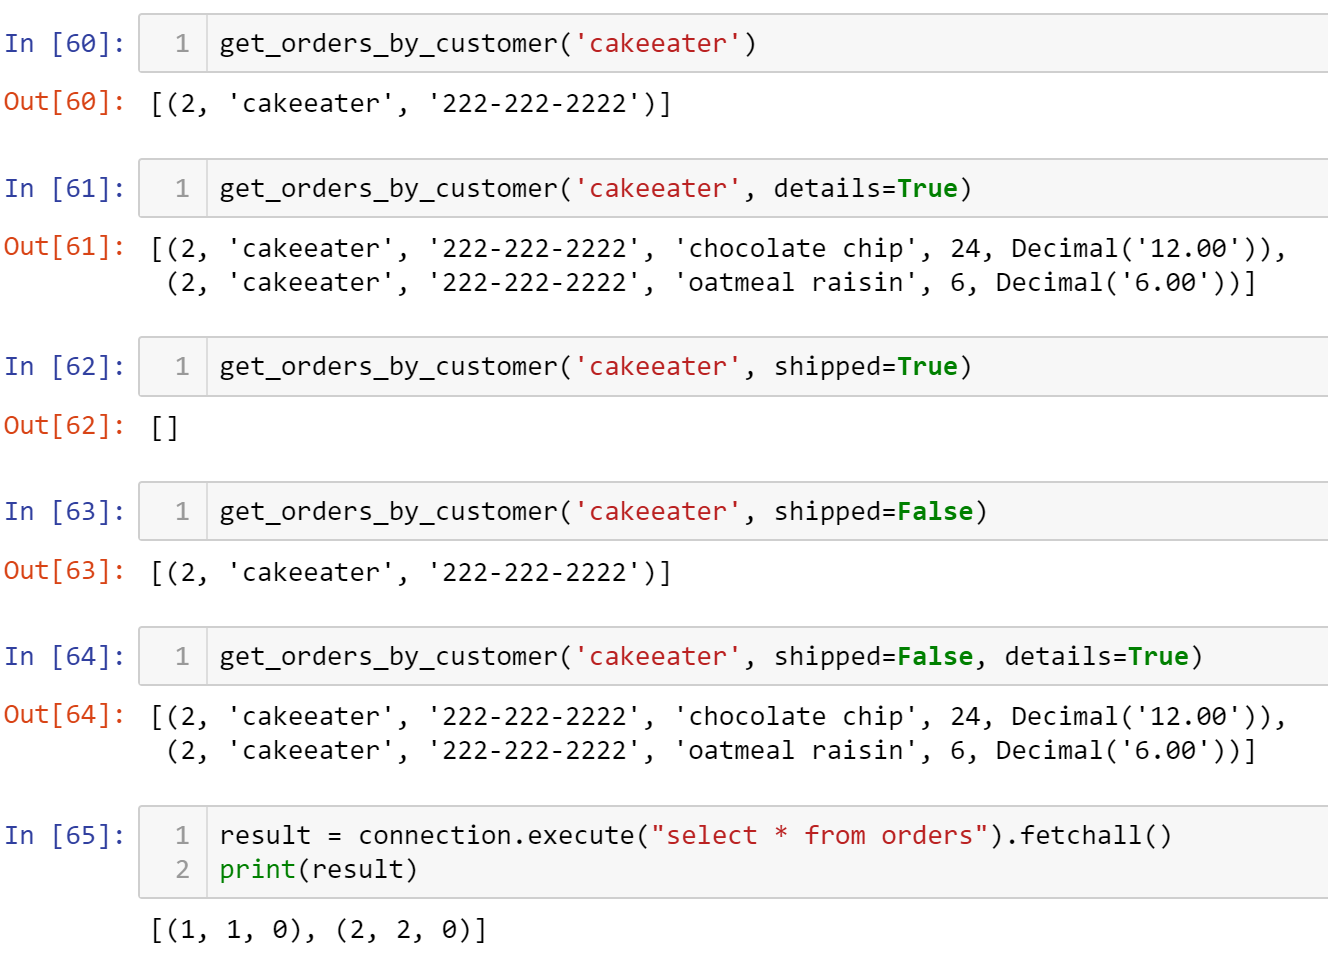 In [60]: 1 get_orders_by_customer('cakeeater')
Out[60]: [(2, 'cakeeater', '222-222-2222')]
In [61]: 1 get_orders_by_customer('cakeeater', details=True)
Out[61]: [(2, 'cakeeater', '222-222-2222', 'chocolate chip', 24, Decimal('12.00')),
(2, 'cakeeater', '222-222-2222', 'oatmeal raisin', 6, Decimal('6.00'))]
In [62]: 1 get_orders_by_customer('cakeeater', shipped=True)
Out[62]: []
In [63]: 1 get_orders_by_customer('cakeeater', shipped=False)
Out[63]: [(2, 'cakeeater', '222-222-2222')]
In [64]: 1 get_orders_by_customer('cakeeater', shipped=False, details=True)
Out[64]: [(2, 'cakeeater', '222-222-2222', 'chocolate chip', 24, Decimal('12.00')),
(2, 'cakeeater', '222-222-2222', 'oatmeal raisin', 6, Decimal('6.00'))]
In [65]: 1 result = connection.execute("select * from orders").fetchall()
2 print(result)
[(1, 1, 0), (2, 2, 0)]